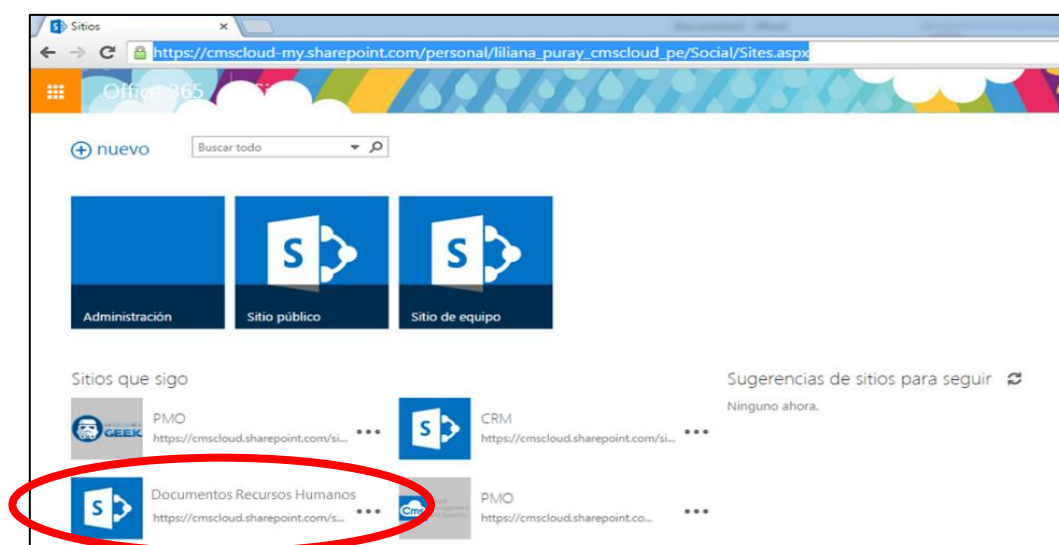 Sitios
https://cmscloud-my.sharepoint.com/personal/liliana_puray_cmscloud_pe/Social/Sites.aspx
Office 365
nuevo
Buscar todo
S
S
Administración
Sitio público
Sitio de equipo
Sitios que sigo
Sugerencias de sitios para seguir
Ninguno ahora.
GEEK
PMO
https://cmscloud.sharepoint.com/si...
S
CRM
https://cmscloud.sharepoint.com/si...
S
Documentos Recursos Humanos
https://cmscloud.sharepoint.com/s...
Cms
PMO
https://cmscloud.sharepoint.co...